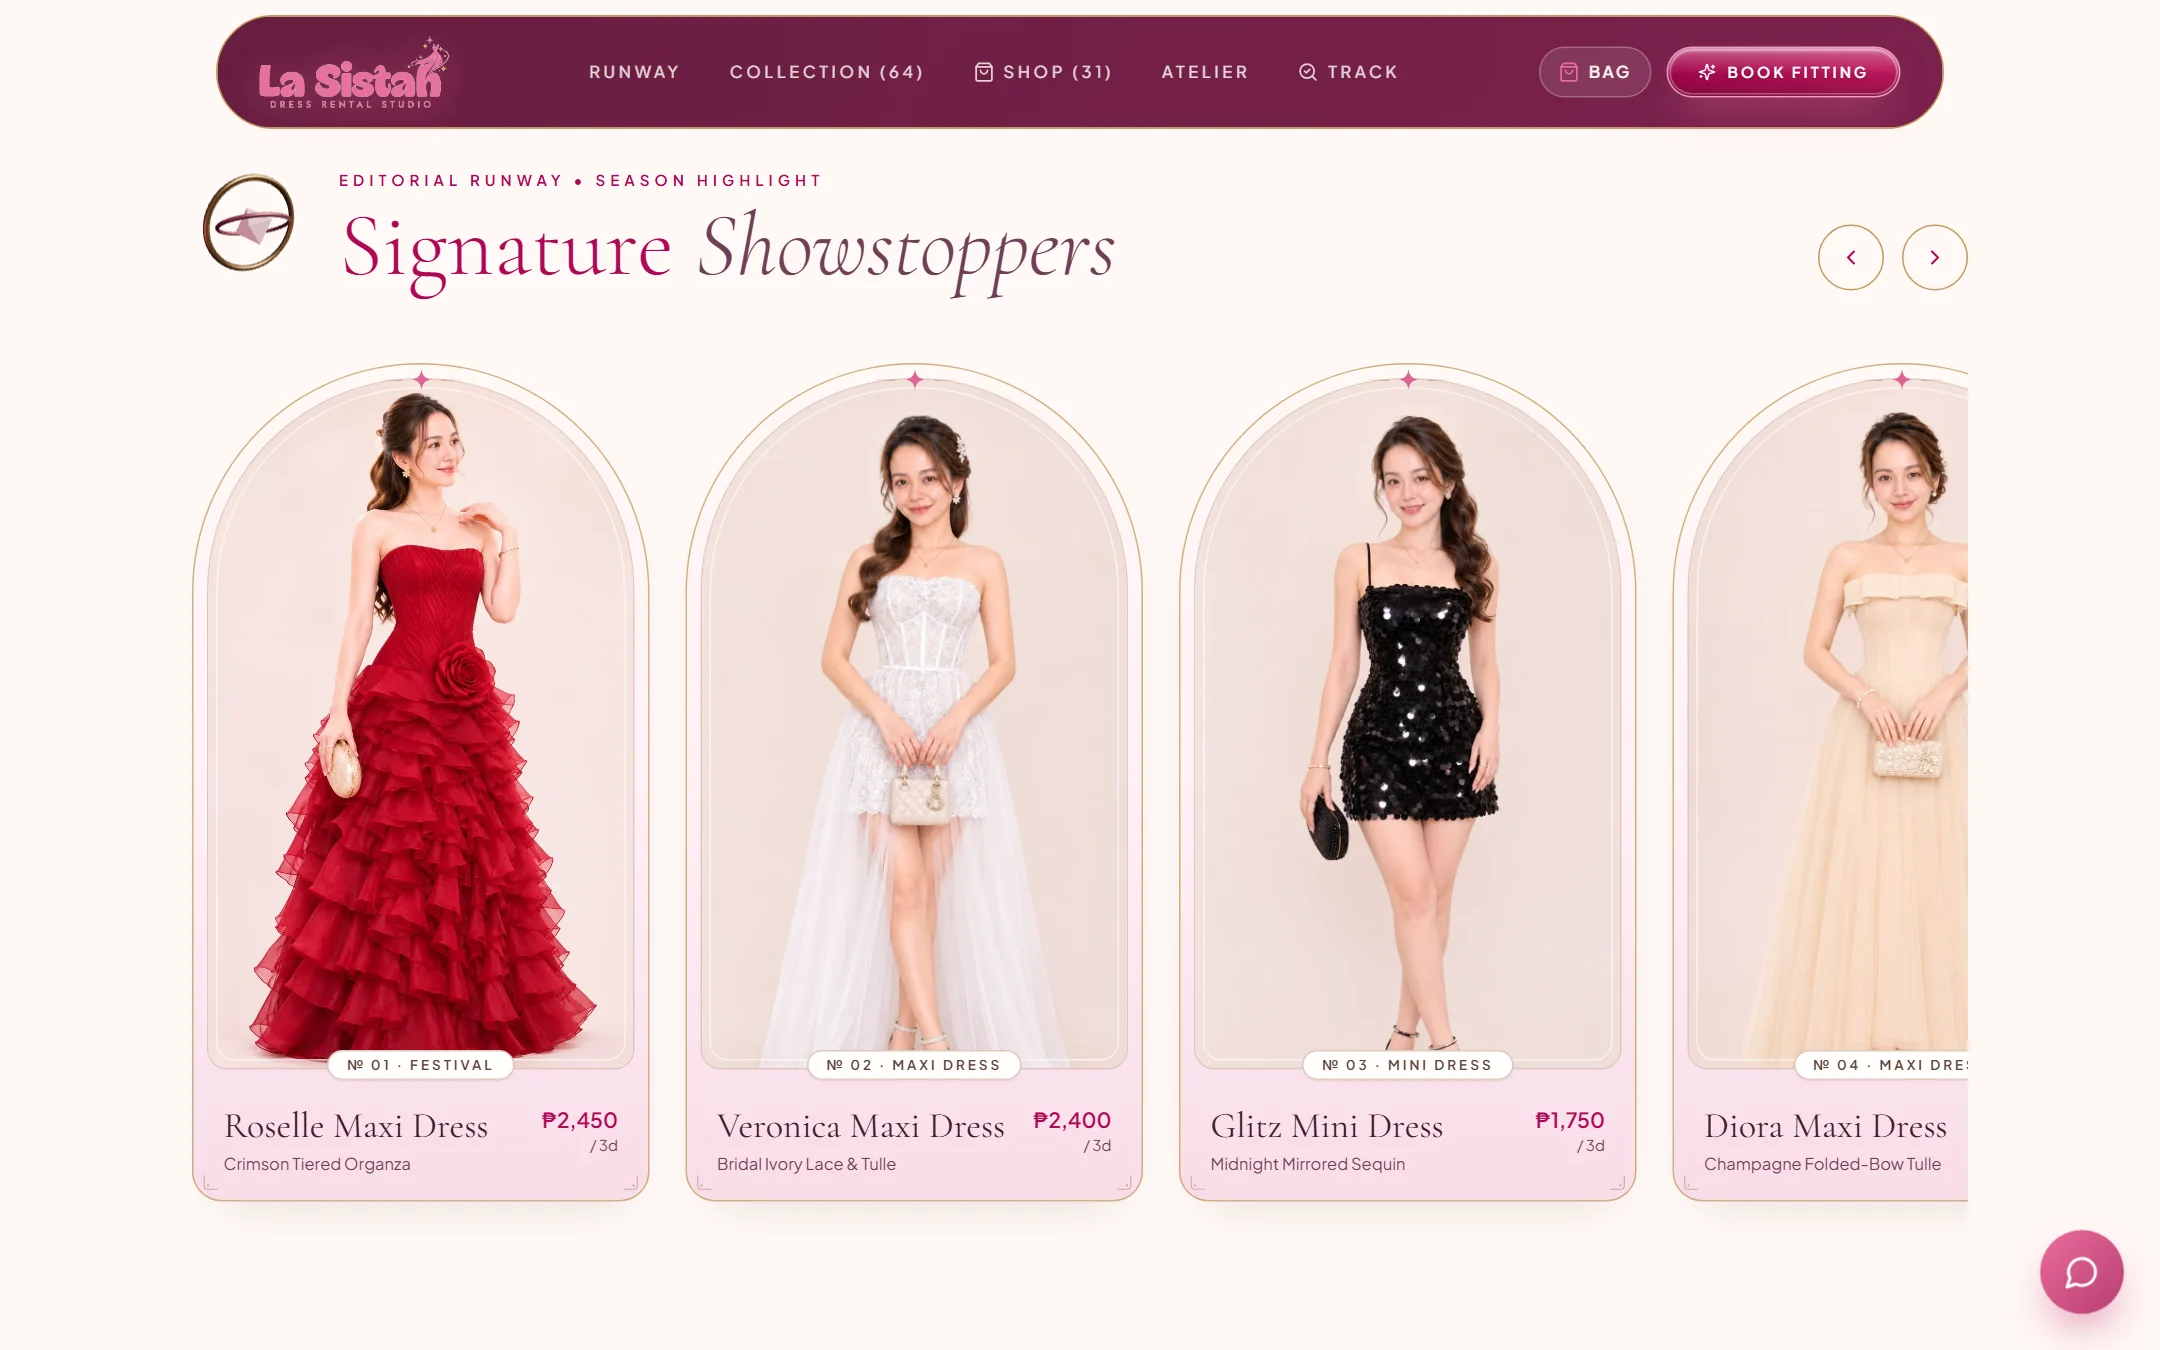 La Sistah
DRESS RENTAL STUDIO
RUNWAY
COLLECTION (64)
SHOP (31)
ATELIER
TRACK
BAG
BOOK FITTING
EDITORIAL RUNWAY • SEASON HIGHLIGHT
Signature Showstoppers
№ 01 · FESTIVAL
Roselle Maxi Dress
₱2,450
/ 3d
Crimson Tiered Organza
№ 02 · MAXI DRESS
Veronica Maxi Dress
₱2,400
/ 3d
Bridal Ivory Lace & Tulle
№ 03 · MINI DRESS
Glitz Mini Dress
₱1,750
/ 3d
Midnight Mirrored Sequin
№ 04 · MAXI DRES
Diora Maxi Dress
Champagne Folded-Bow Tulle